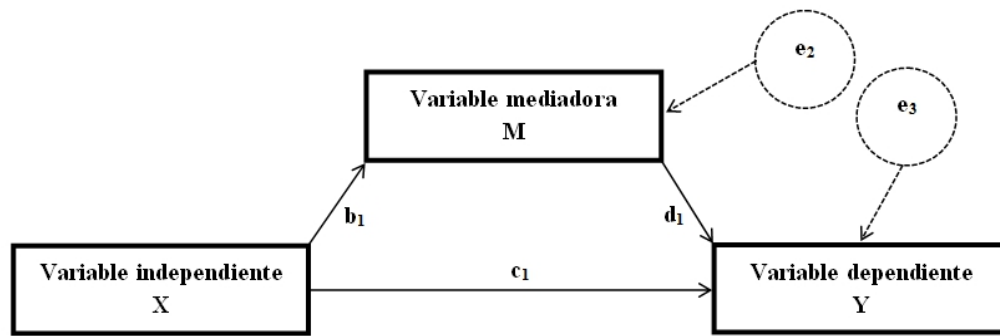 e₂
Variable mediadora
M
e₃
b₁
d₁
Variable independiente
X
c₁
Variable dependiente
Y